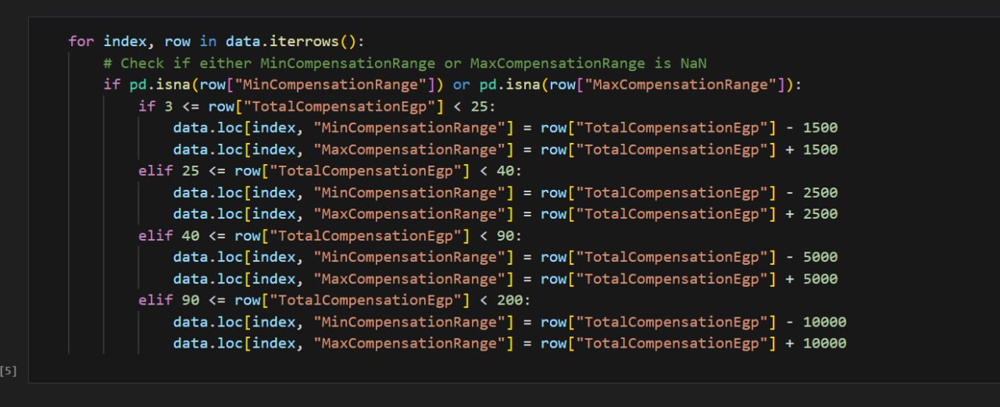 for index, row in data.iterrows():
# Check if either MinCompensationRange or MaxCompensationRange is NaN
if pd.isna(row["MinCompensationRange"]) or pd.isna(row["MaxCompensationRange"]):
if 3 <= row["TotalCompensationEgp"] < 25:
data.loc[index, "MinCompensationRange"] = row["TotalCompensationEgp"] - 1500
data.loc[index, "MaxCompensationRange"] = row["TotalCompensationEgp"] + 1500
elif 25 <= row["TotalCompensationEgp"] < 40:
data.loc[index, "MinCompensationRange"] = row["TotalCompensationEgp"] - 2500
data.loc[index, "MaxCompensationRange"] = row["TotalCompensationEgp"] + 2500
elif 40 <= row["TotalCompensationEgp"] < 90:
data.loc[index, "MinCompensationRange"] = row["TotalCompensationEgp"] - 5000
data.loc[index, "MaxCompensationRange"] = row["TotalCompensationEgp"] + 5000
elif 90 <= row["TotalCompensationEgp"] < 200:
data.loc[index, "MinCompensationRange"] = row["TotalCompensationEgp"] - 10000
data.loc[index, "MaxCompensationRange"] = row["TotalCompensationEgp"] + 10000
[5]